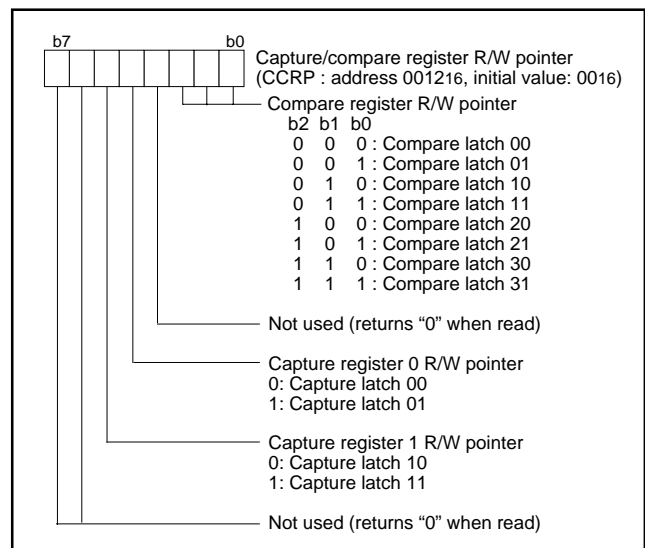 b7 b0
Capture/compare register R/W pointer
(CCRP : address 001216, initial value: 0016)
Compare register R/W pointer
b2 b1 b0
0 0 0 : Compare latch 00
0 0 1 : Compare latch 01
0 1 0 : Compare latch 10
0 1 1 : Compare latch 11
1 0 0 : Compare latch 20
1 0 1 : Compare latch 21
1 1 0 : Compare latch 30
1 1 1 : Compare latch 31
Not used (returns “0” when read)
Capture register 0 R/W pointer
0: Capture latch 00
1: Capture latch 01
Capture register 1 R/W pointer
0: Capture latch 10
1: Capture latch 11
Not used (returns “0” when read)